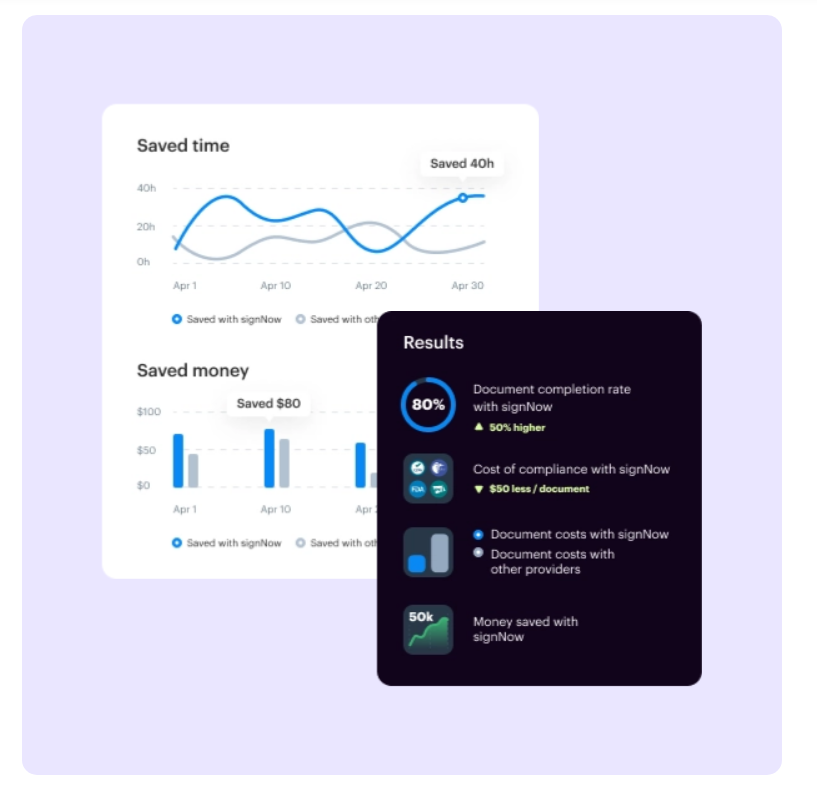 Saved time
Saved 40h
40h
20h
0h
Apr 1 Apr 10 Apr 20 Apr 30
Saved with signNow Saved with
Saved money
Saved $80
$100
$50
$0
Apr 1 Apr 10 Apr
Saved with signNow Saved with
Results
80%
Document completion rate
with signNow
50% higher
Cost of compliance with signNow
$50 less / document
FDA
Document costs with signNow
Document costs with
other providers
50k
Money saved with
signNow